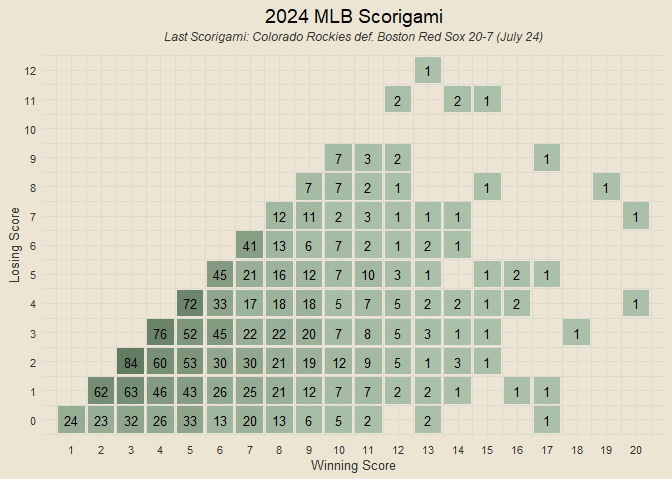 2024 MLB Scorigami
Last Scorigami: Colorado Rockies def. Boston Red Sox 20-7 (July 24)
12 1
11 2 2 1
10
9 7 3 2 1
8 7 7 2 1 1 1
7 12 11 2 3 1 1 1 1
6 41 13 6 7 2 1 2 1
5 45 21 16 12 7 10 3 1 1 2 1
4 72 33 17 18 18 5 7 5 2 2 1 2 1
3 76 52 45 22 22 20 7 8 5 3 1 1 1
2 84 60 53 30 30 21 19 12 9 5 1 3 1
1 62 63 46 43 26 25 21 12 7 7 2 2 1 1 1
0 24 23 32 26 33 13 20 13 6 5 2 2 1
1 2 3 4 5 6 7 8 9 10 11 12 13 14 15 16 17 18 19 20
Losing Score
Winning Score